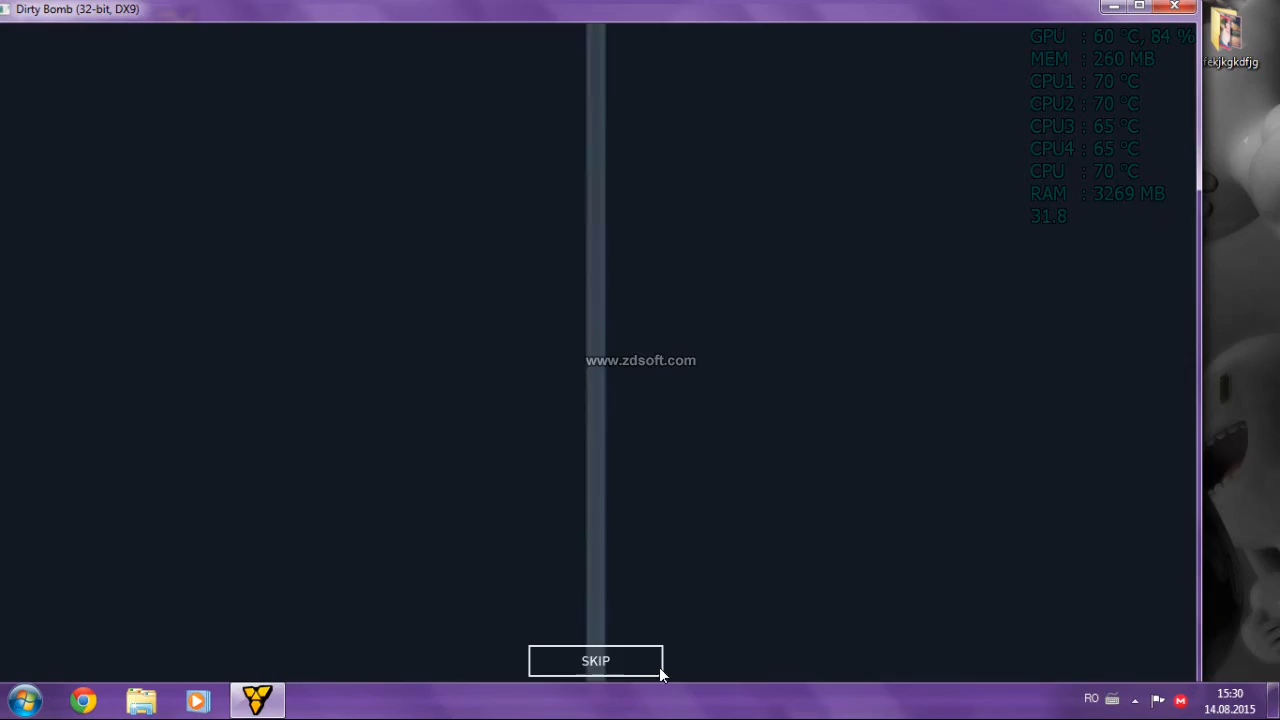 Dirty Bomb (32-bit, DX9)
GPU : 60 °C, 84 %
MEM : 260 MB
CPU1 : 70 °C
CPU2 : 70 °C
CPU3 : 65 °C
CPU4 : 65 °C
CPU : 70 °C
RAM : 3269 MB
31.8
fekjkgkdfjg
www.zdsoft.com
SKIP
RO
15:30
14.08.2015